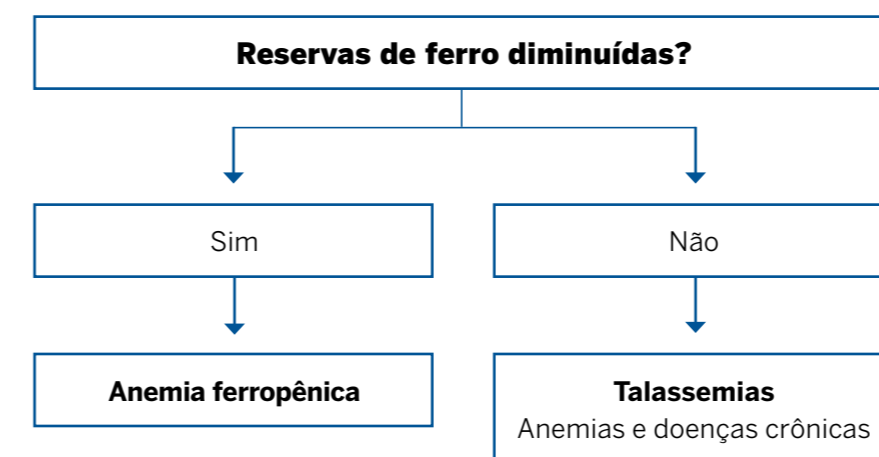 Reservas de ferro diminuídas?
Sim
Não
Anemia ferropênica
Talassemias
Anemias e doenças crônicas